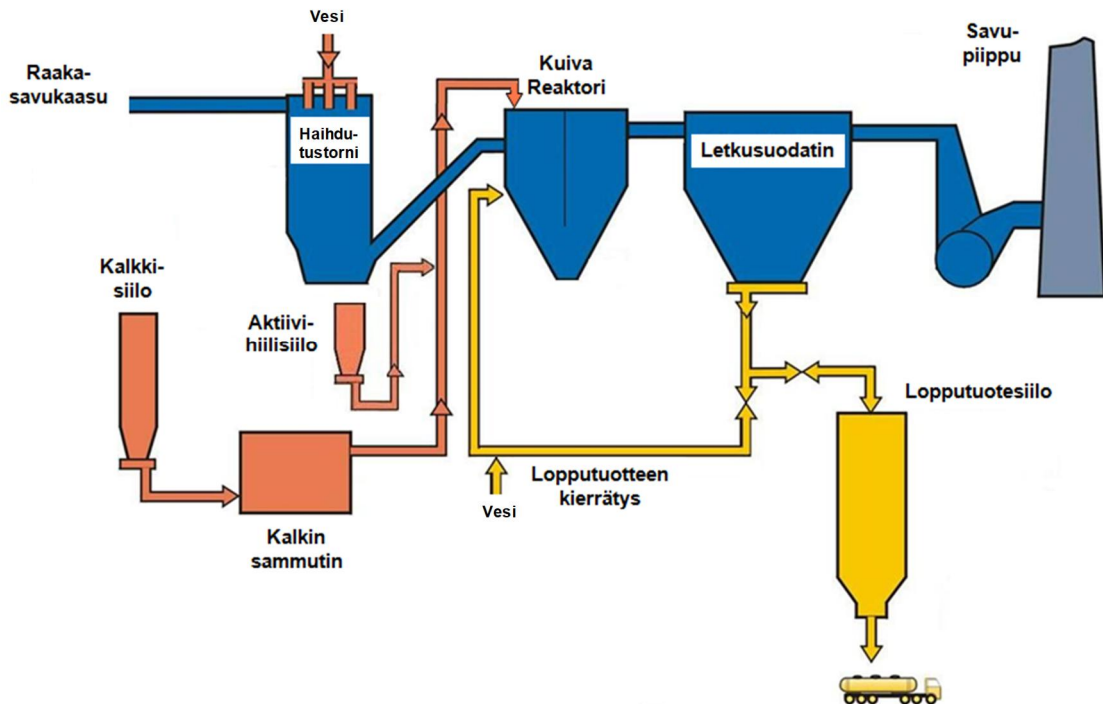 Vesi
Raaka-
savukaasu
Haihdu-
tustorni
Kuiva
Reaktori
Letkusuodatin
Savu-
piippu
Kalkki-
siilo
Aktiivi-
hiilisiilo
Lopputuotesiilo
Lopputuotteen
kierrätys
Vesi
Kalkin
sammutin